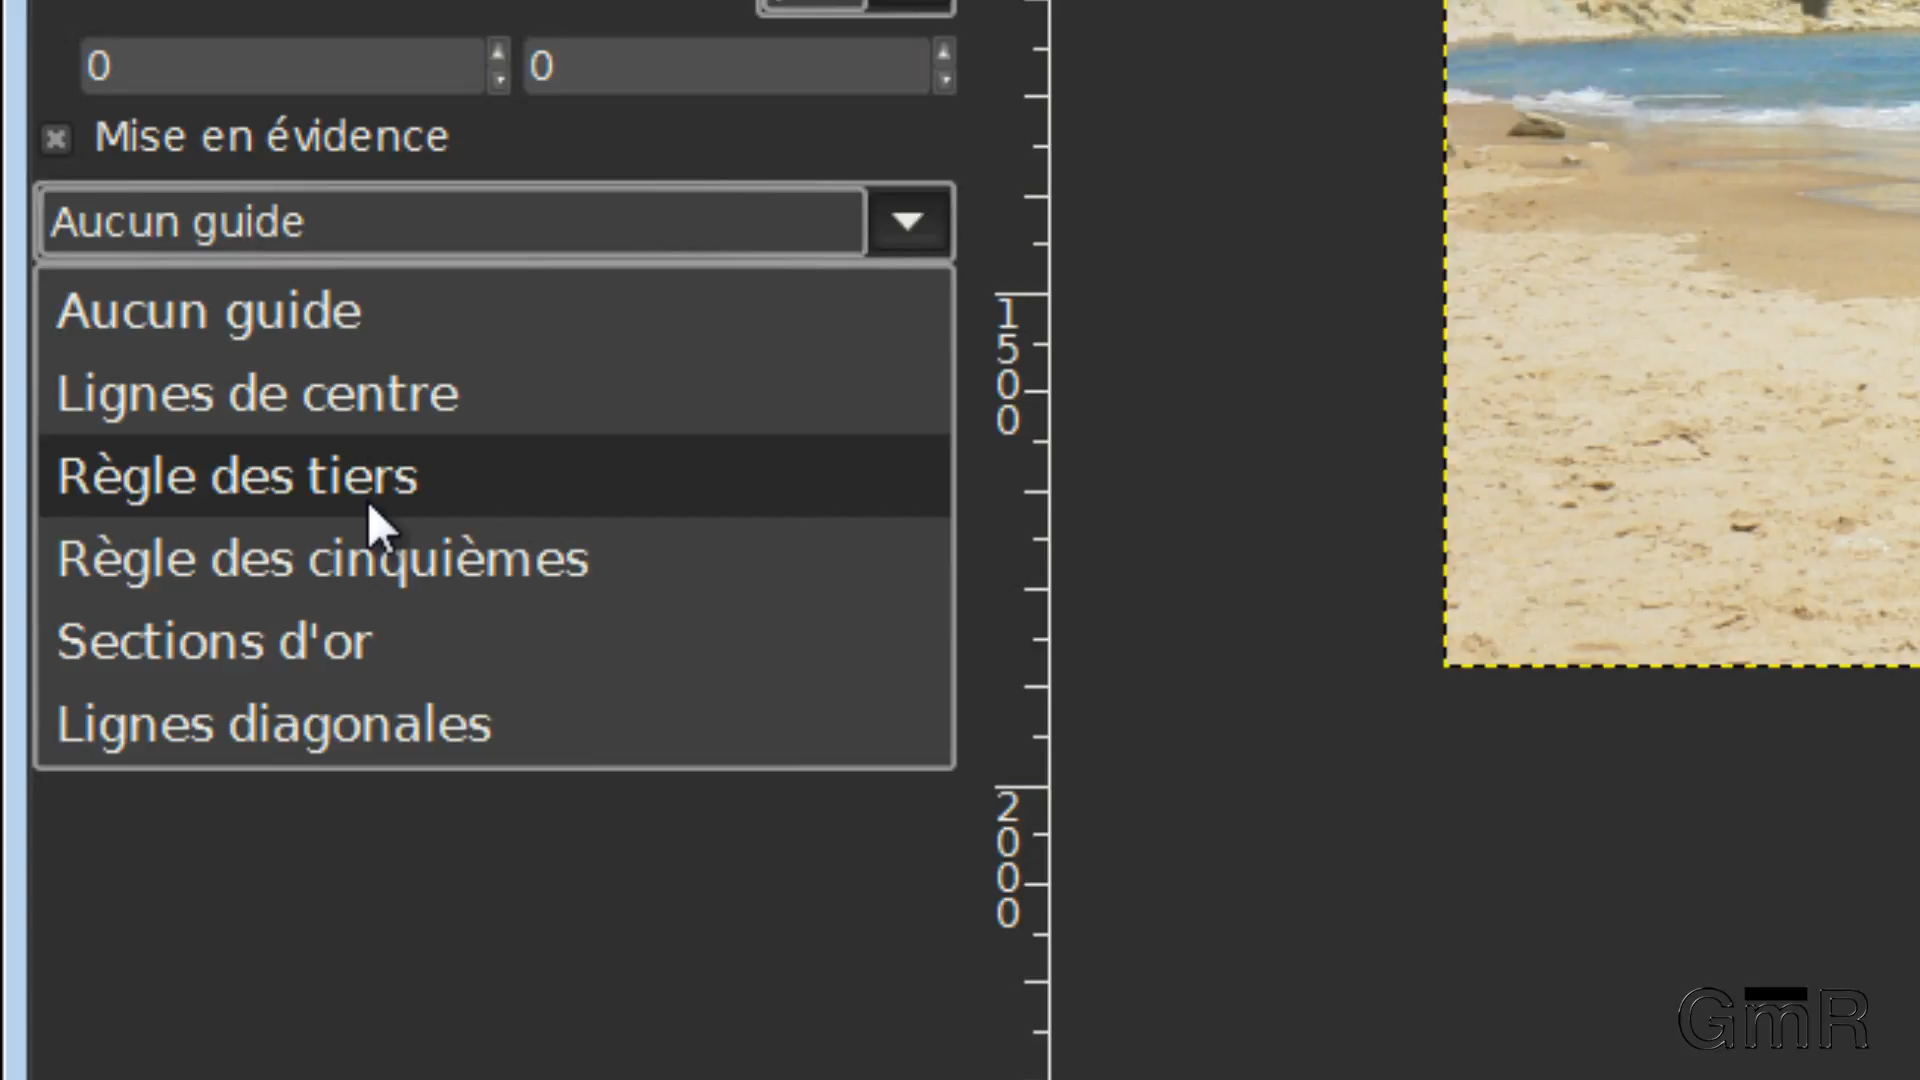 0 0
Mise en évidence
Aucun guide
Aucun guide
Lignes de centre
Règle des tiers
Règle des cinquièmes
Sections d'or
Lignes diagonales
1500
2000
GmR